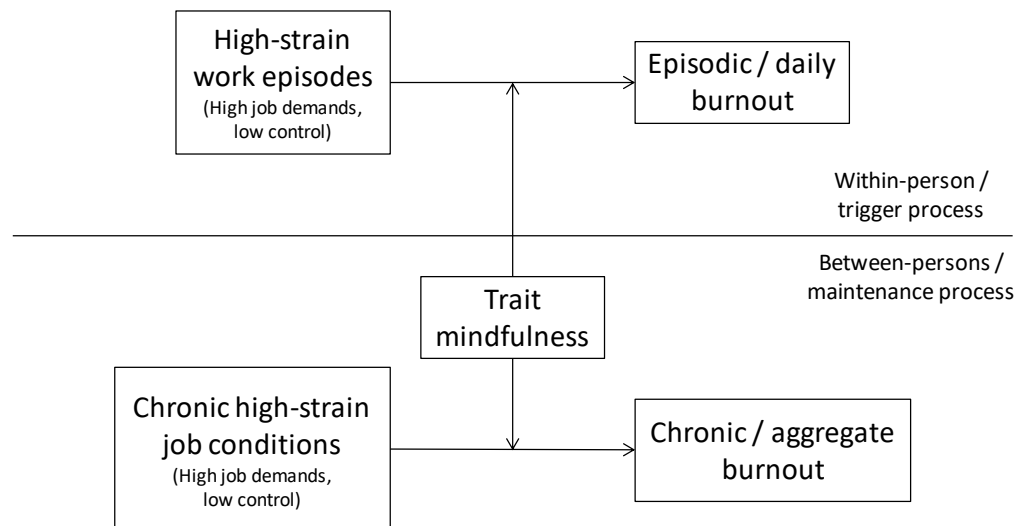 High-strain
work episodes
(High job demands,
low control)
Episodic / daily
burnout
Within-person /
trigger process
Between-persons /
maintenance process
Trait
mindfulness
Chronic high-strain
job conditions
(High job demands,
low control)
Chronic / aggregate
burnout